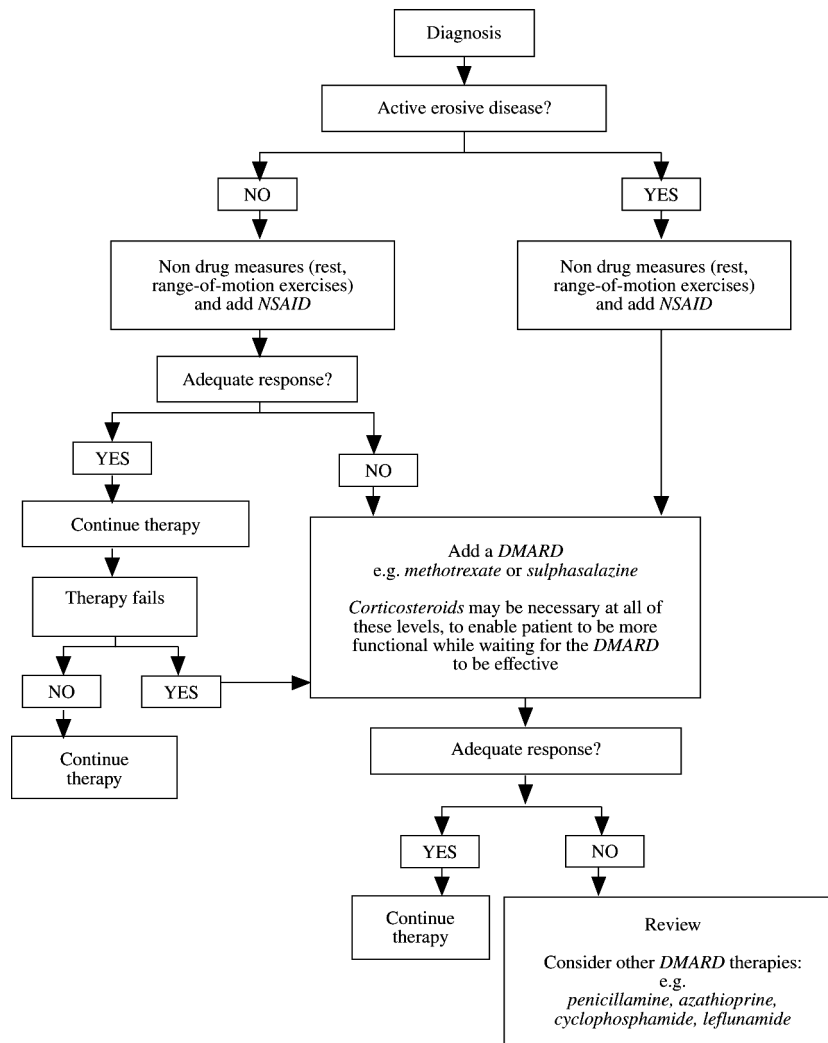 Diagnosis
Active erosive disease?
NO
YES
Non drug measures (rest,
range-of-motion exercises)
and add NSAID
Non drug measures (rest,
range-of-motion exercises)
and add NSAID
Adequate response?
YES
NO
Continue therapy
Add a DMARD
e.g. methotrexate or sulphasalazine
Corticosteroids may be necessary at all of
these levels, to enable patient to be more
functional while waiting for the DMARD
to be effective
Therapy fails
NO
YES
Continue
therapy
Adequate response?
YES
NO
Continue
therapy
Review
Consider other DMARD therapies:
e.g.
penicillamine, azathioprine,
cyclophosphamide, leflunamide